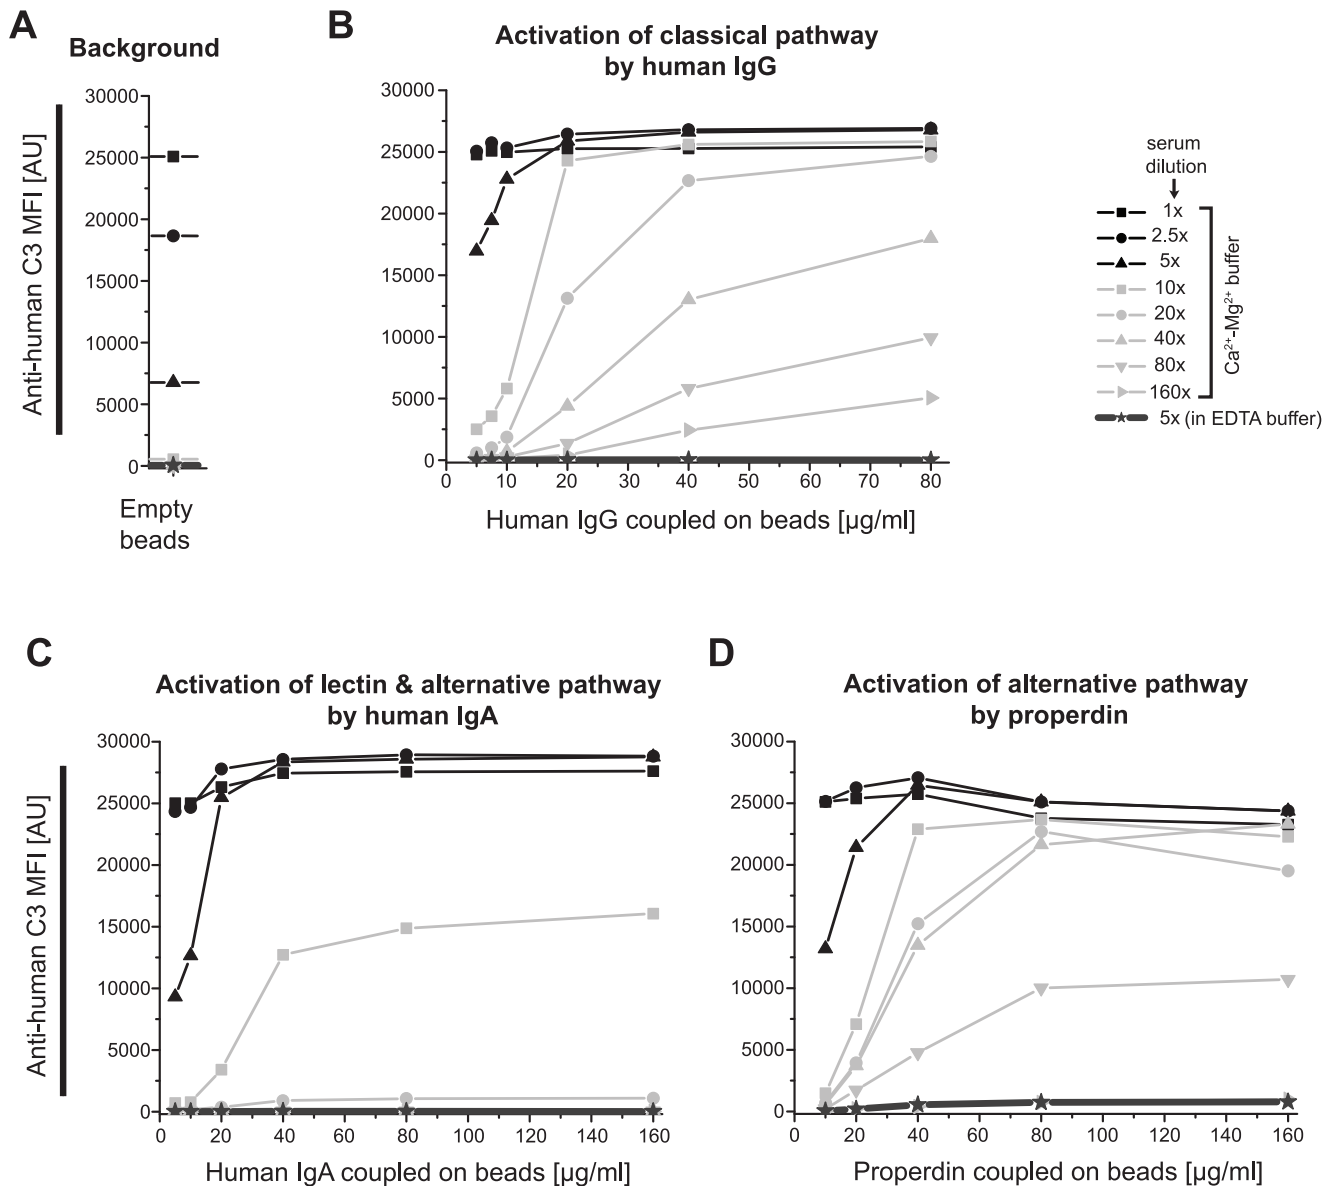 A
Background
30000
25000
20000
15000
10000
5000
0
Anti-human C3 MFI [AU]
Empty
beads
B
Activation of classical pathway
by human IgG
30000
25000
20000
15000
10000
5000
0
0 10 20 30 40 50 60 70 80
Human IgG coupled on beads [µg/ml]
serum
dilution
1x
2.5x
5x
10x
20x
40x
80x
160x
5x (in EDTA buffer)
Ca²⁺-Mg²⁺ buffer
C
Activation of lectin & alternative pathway
by human IgA
30000
25000
20000
15000
10000
5000
0
Anti-human C3 MFI [AU]
0 20 40 60 80 100 120 140 160
Human IgA coupled on beads [µg/ml]
D
Activation of alternative pathway
by properdin
30000
25000
20000
15000
10000
5000
0
0 20 40 60 80 100 120 140 160
Properdin coupled on beads [µg/ml]